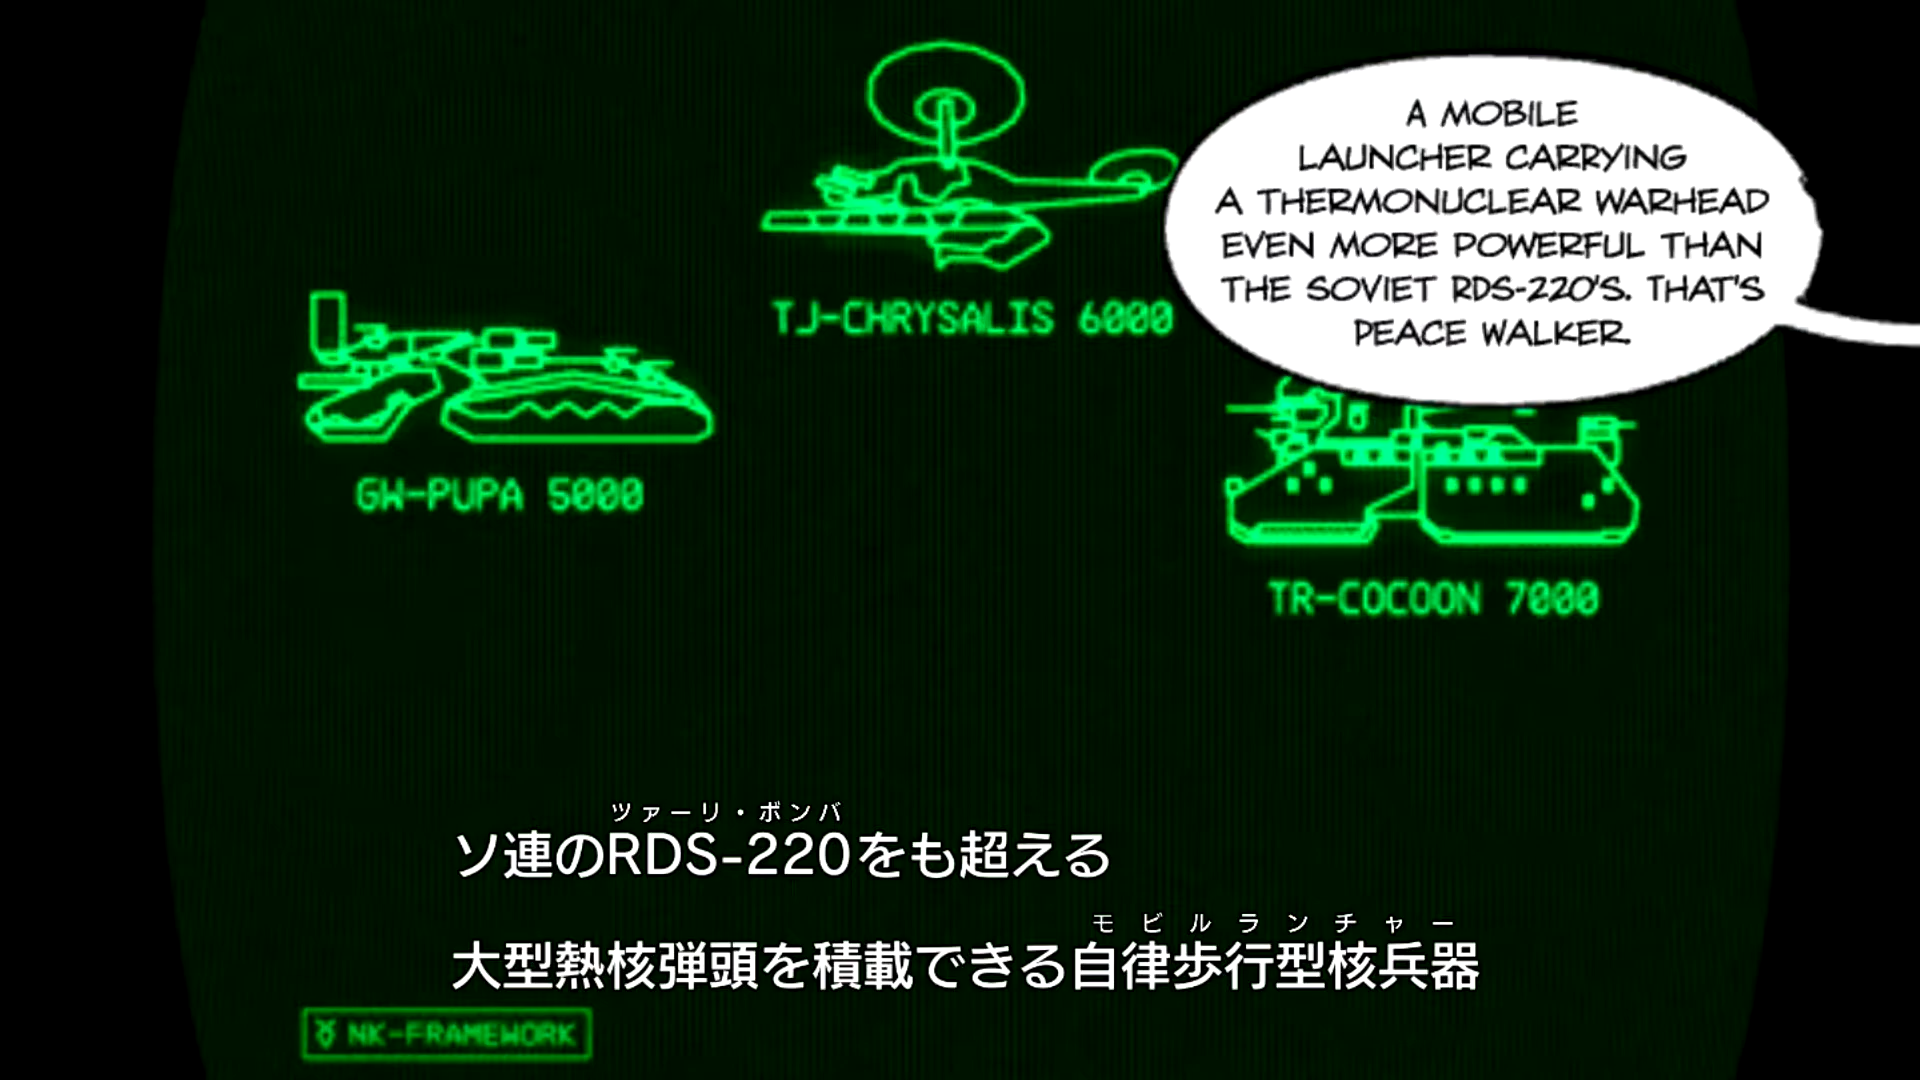 A MOBILE
LAUNCHER CARRYING
A THERMONUCLEAR WARHEAD
EVEN MORE POWERFUL THAN
THE SOVIET RDS-220'S. THAT'S
PEACE WALKER.
TJ-CHRYSALIS 6000
GW-PUPA 5000
TR-COCOON 7000
ツァーリ・ボンバ
ソ連のRDS-220をも超える
モビルランチャー
大型熱核弾頭を積載できる自律歩行型核兵器
NK-FRAMEWORK